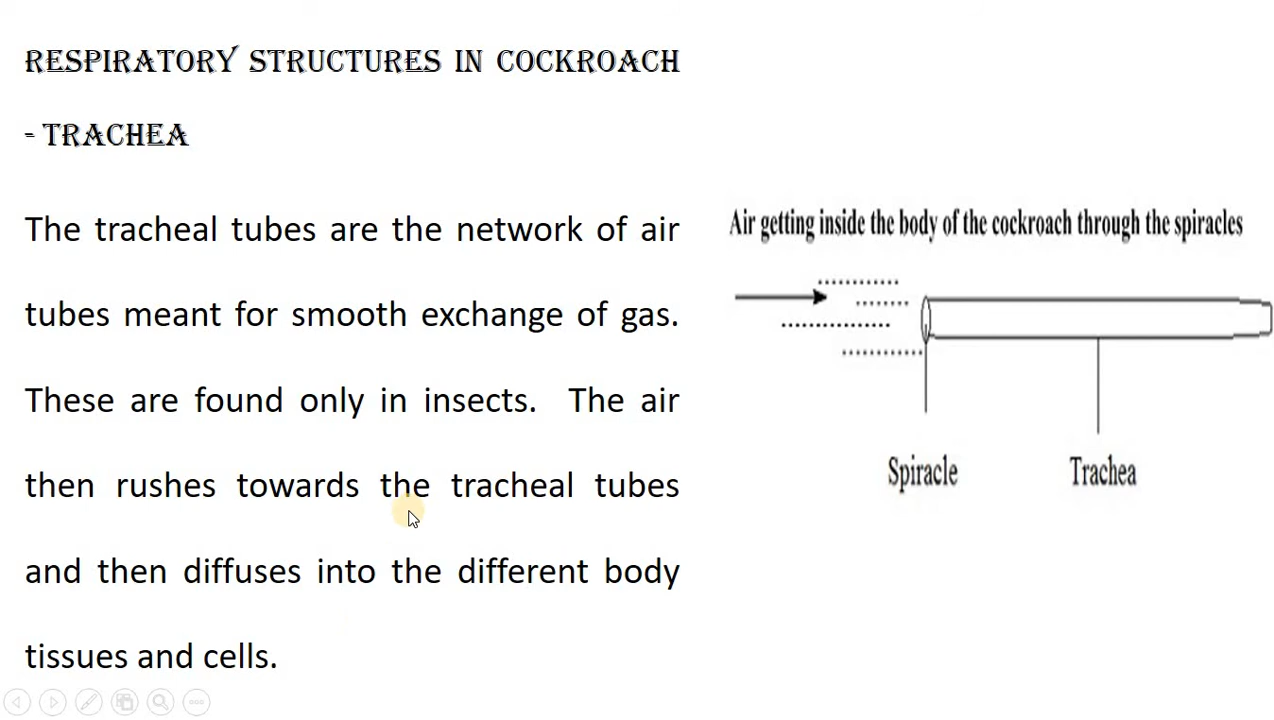 RESPIRATORY STRUCTURES IN COCKROACH
- TRACHEA
The tracheal tubes are the network of air
tubes meant for smooth exchange of gas.
These are found only in insects. The air
then rushes towards the tracheal tubes
and then diffuses into the different body
tissues and cells.
Air getting inside the body of the cockroach through the spiracles
Spiracle
Trachea